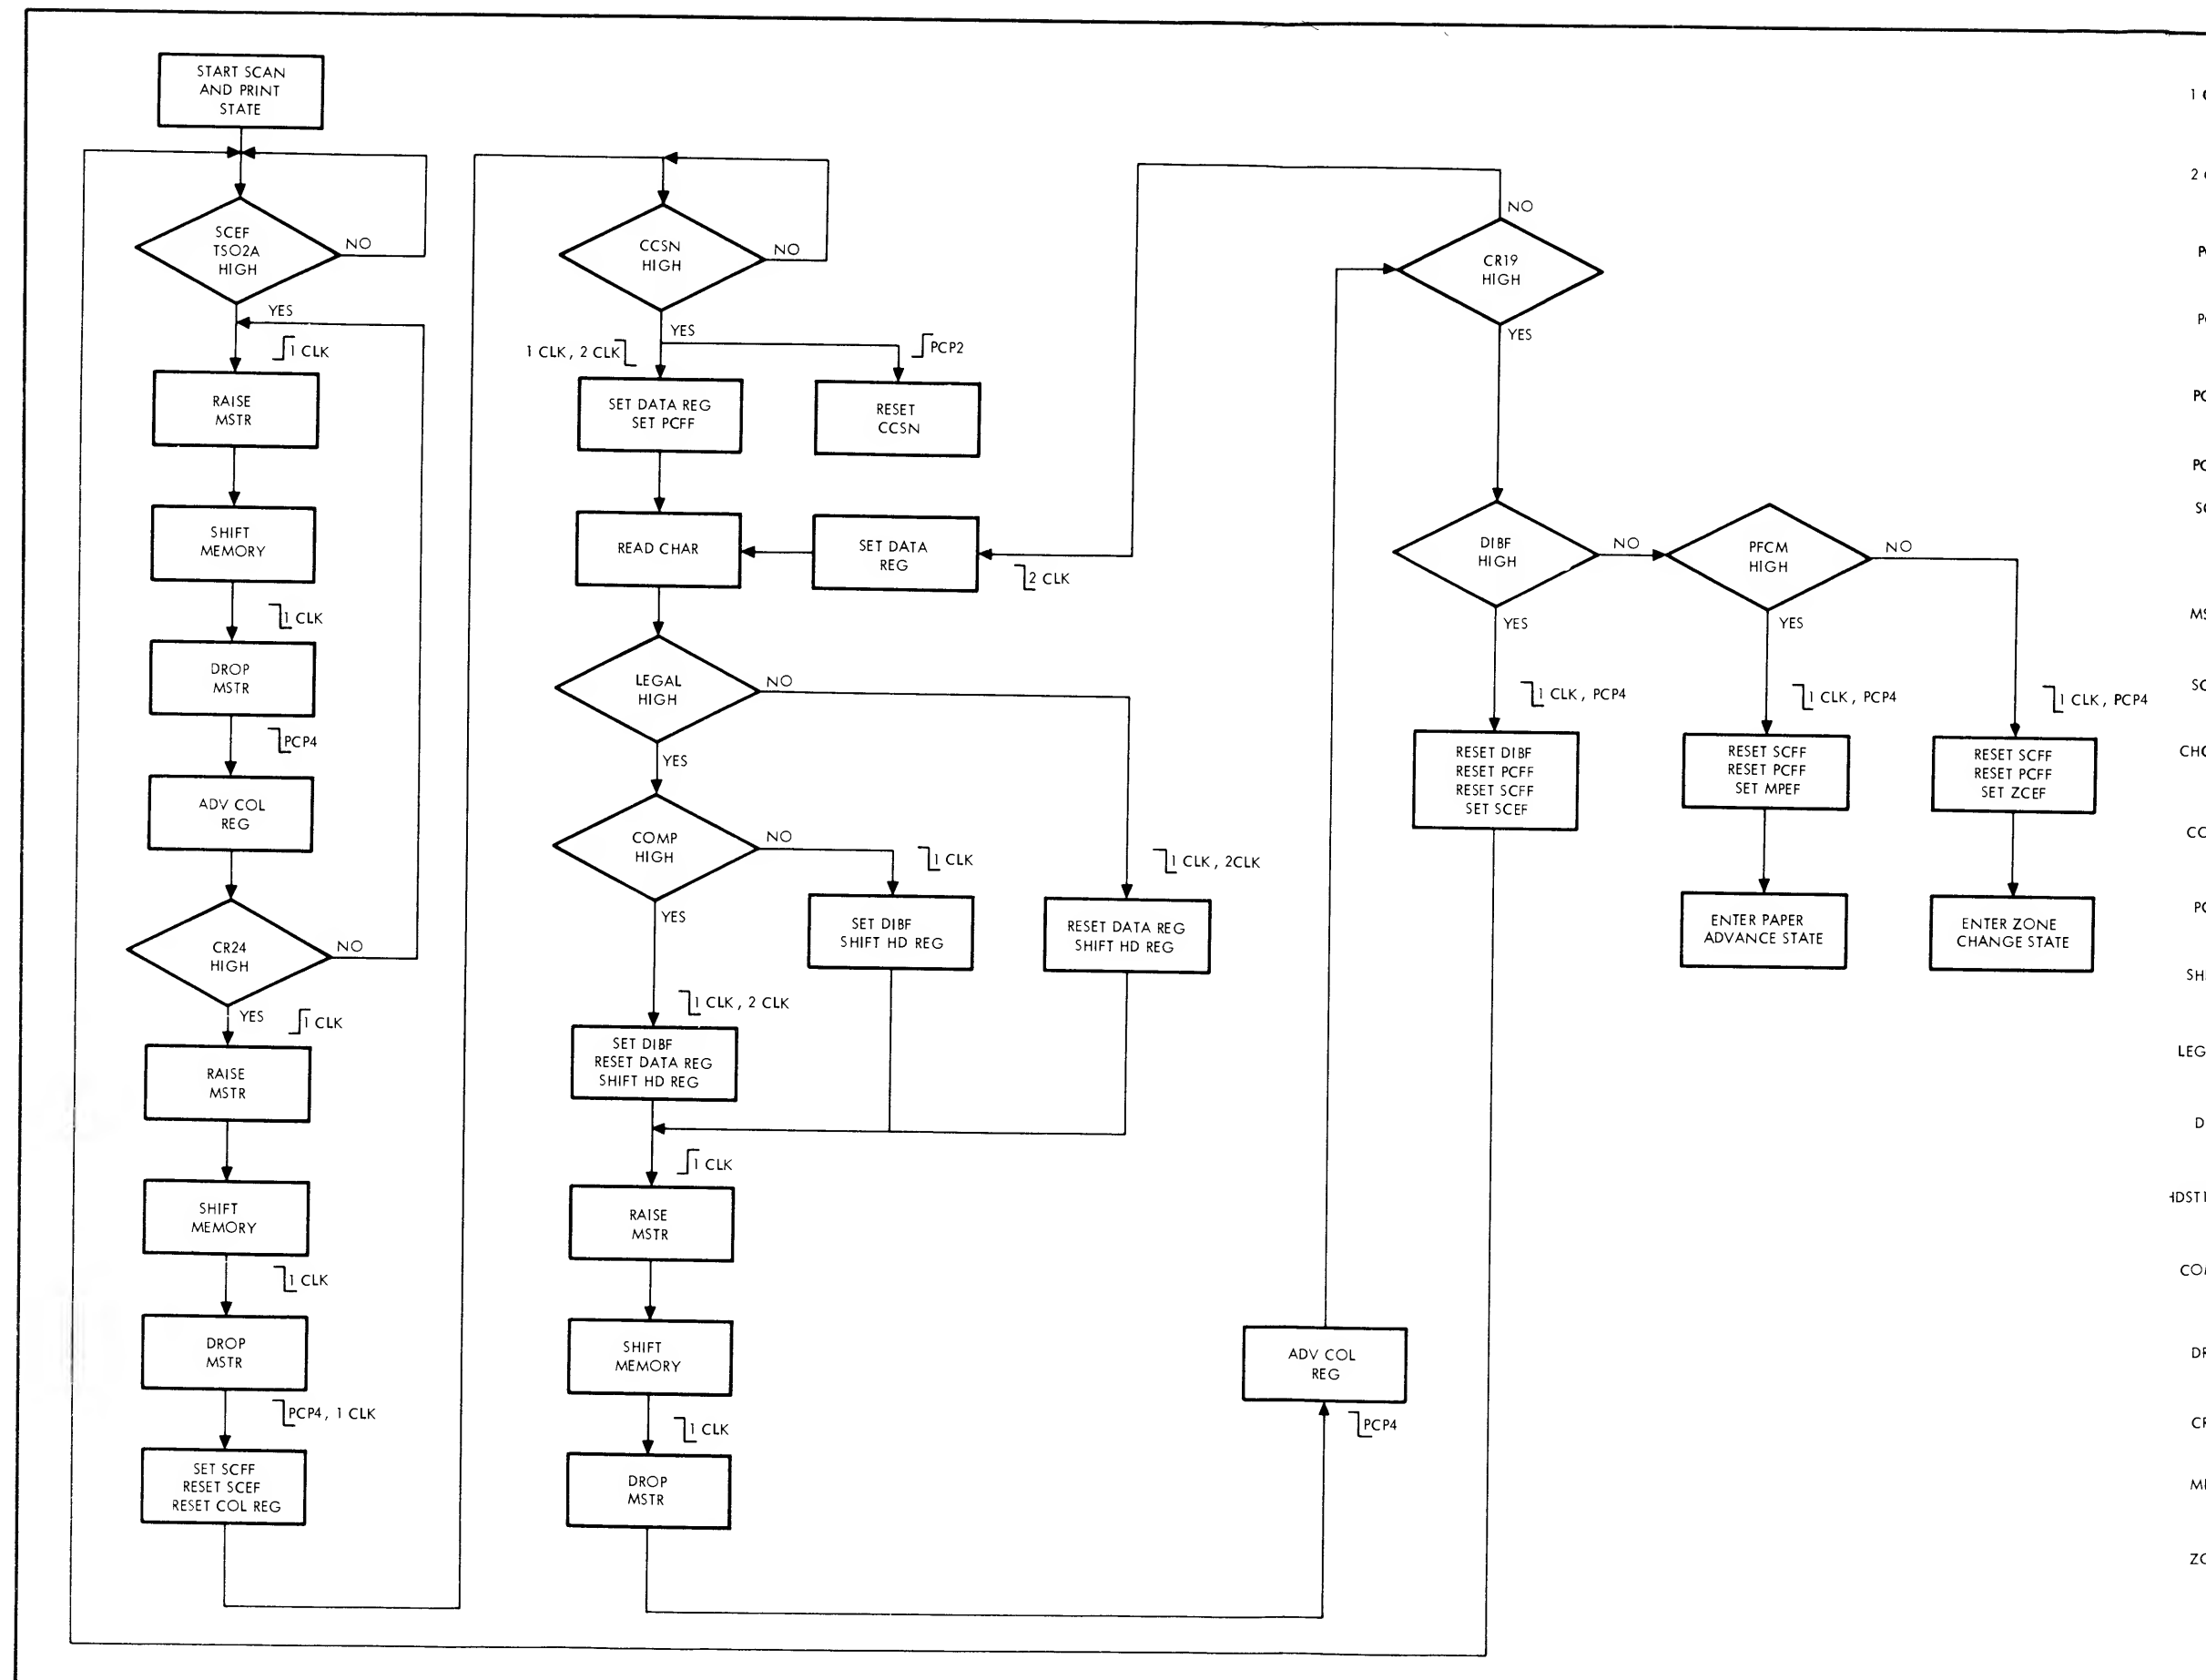 START SCAN
AND PRINT
STATE
SCEF
TSO2A
HIGH
NO
YES
1 CLK
RAISE
MSTR
SHIFT
MEMORY
1 CLK
DROP
MSTR
PCP4
ADV COL
REG
CR24
HIGH
NO
YES
1 CLK
RAISE
MSTR
SHIFT
MEMORY
1 CLK
DROP
MSTR
PCP4, 1 CLK
SET SCFF
RESET SCEF
RESET COL REG
CCSN
HIGH
NO
YES
1 CLK, 2 CLK
PCP2
SET DATA REG
SET PCFF
RESET
CCSN
READ CHAR
SET DATA
REG
2 CLK
LEGAL
HIGH
NO
YES
COMP
HIGH
NO
YES
1 CLK
1 CLK, 2CLK
SET DIBF
SHIFT HD REG
RESET DATA REG
SHIFT HD REG
1 CLK, 2 CLK
SET DIBF
RESET DATA REG
SHIFT HD REG
1 CLK
RAISE
MSTR
SHIFT
MEMORY
1 CLK
DROP
MSTR
ADV COL
REG
PCP4
CR19
HIGH
NO
YES
DIBF
HIGH
NO
YES
PFCM
HIGH
NO
YES
1 CLK, PCP4
1 CLK, PCP4
1 CLK, PCP4
RESET DIBF
RESET PCFF
RESET SCFF
SET SCEF
RESET SCFF
RESET PCFF
SET MPEF
RESET SCFF
RESET PCFF
SET ZCEF
ENTER PAPER
ADVANCE STATE
ENTER ZONE
CHANGE STATE